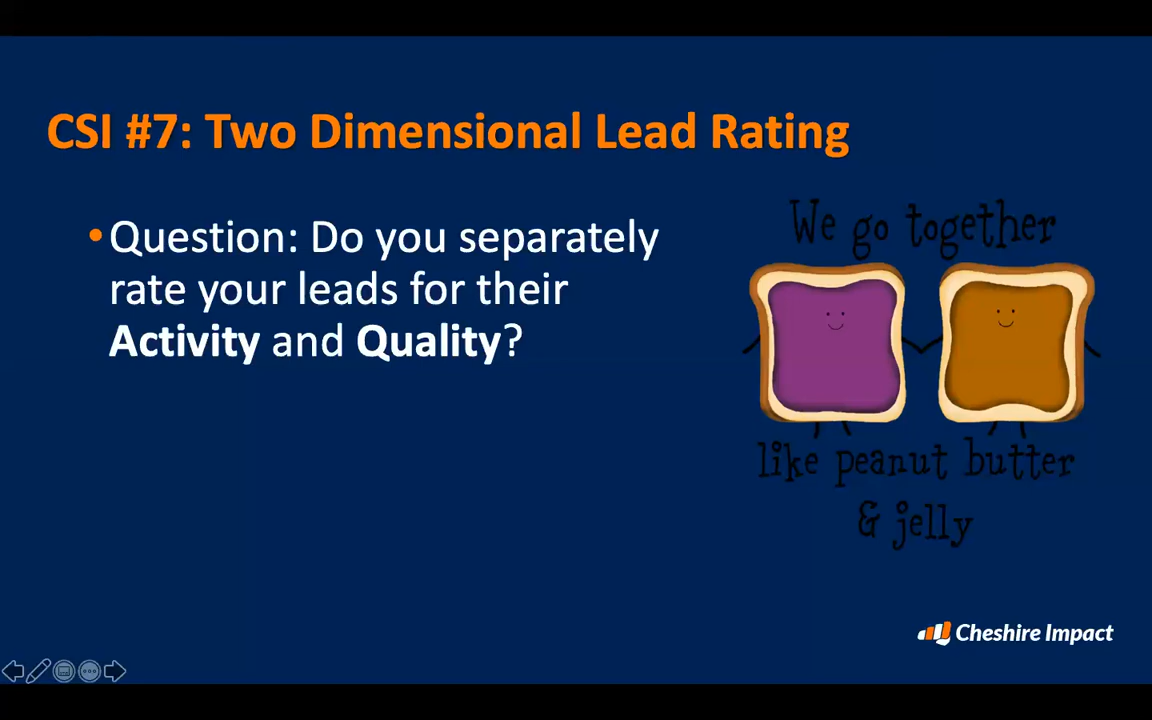 CSI #7: Two Dimensional Lead Rating
•Question: Do you separately
rate your leads for their
Activity and Quality?
We go together
like peanut butter
& jelly
Cheshire Impact